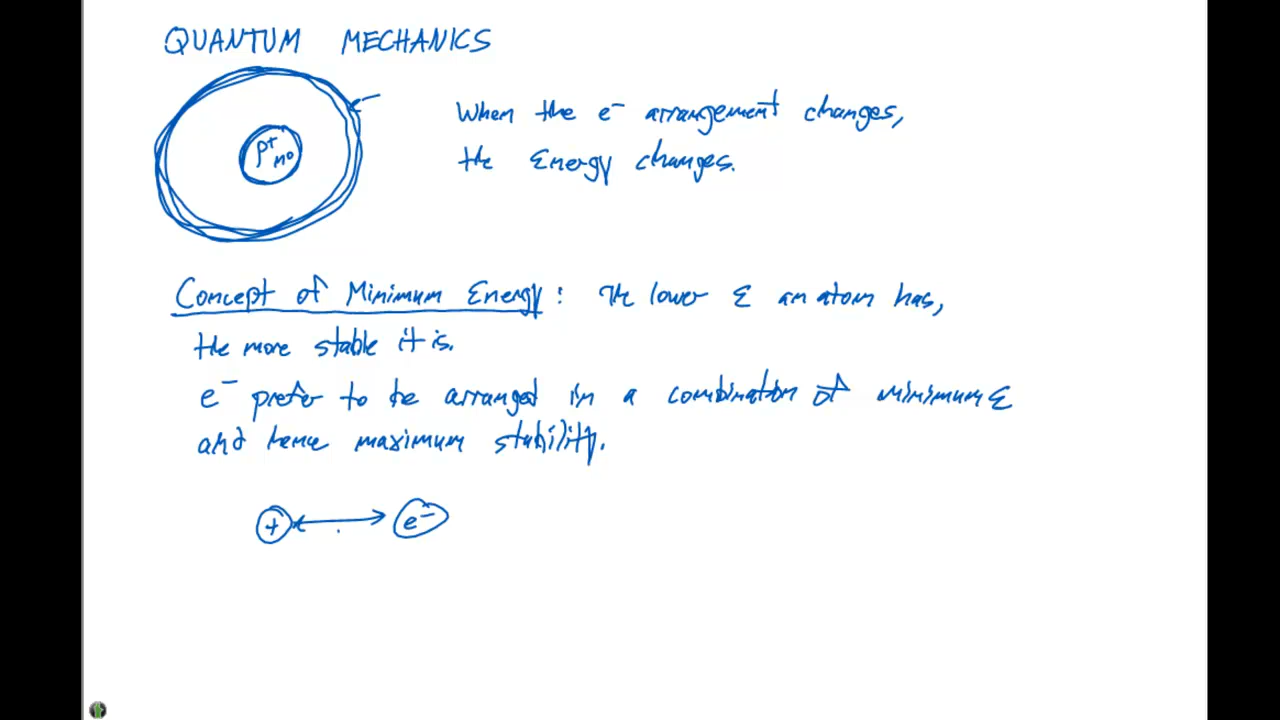 QUANTUM MECHANICS
p+
n0
When the e- arrangement changes,
the Energy changes.
Concept of Minimum Energy: The lower E an atom has,
the more stable it is.
e- prefer to be arranged in a combination of minimum E
and hence maximum stability.
+ e-